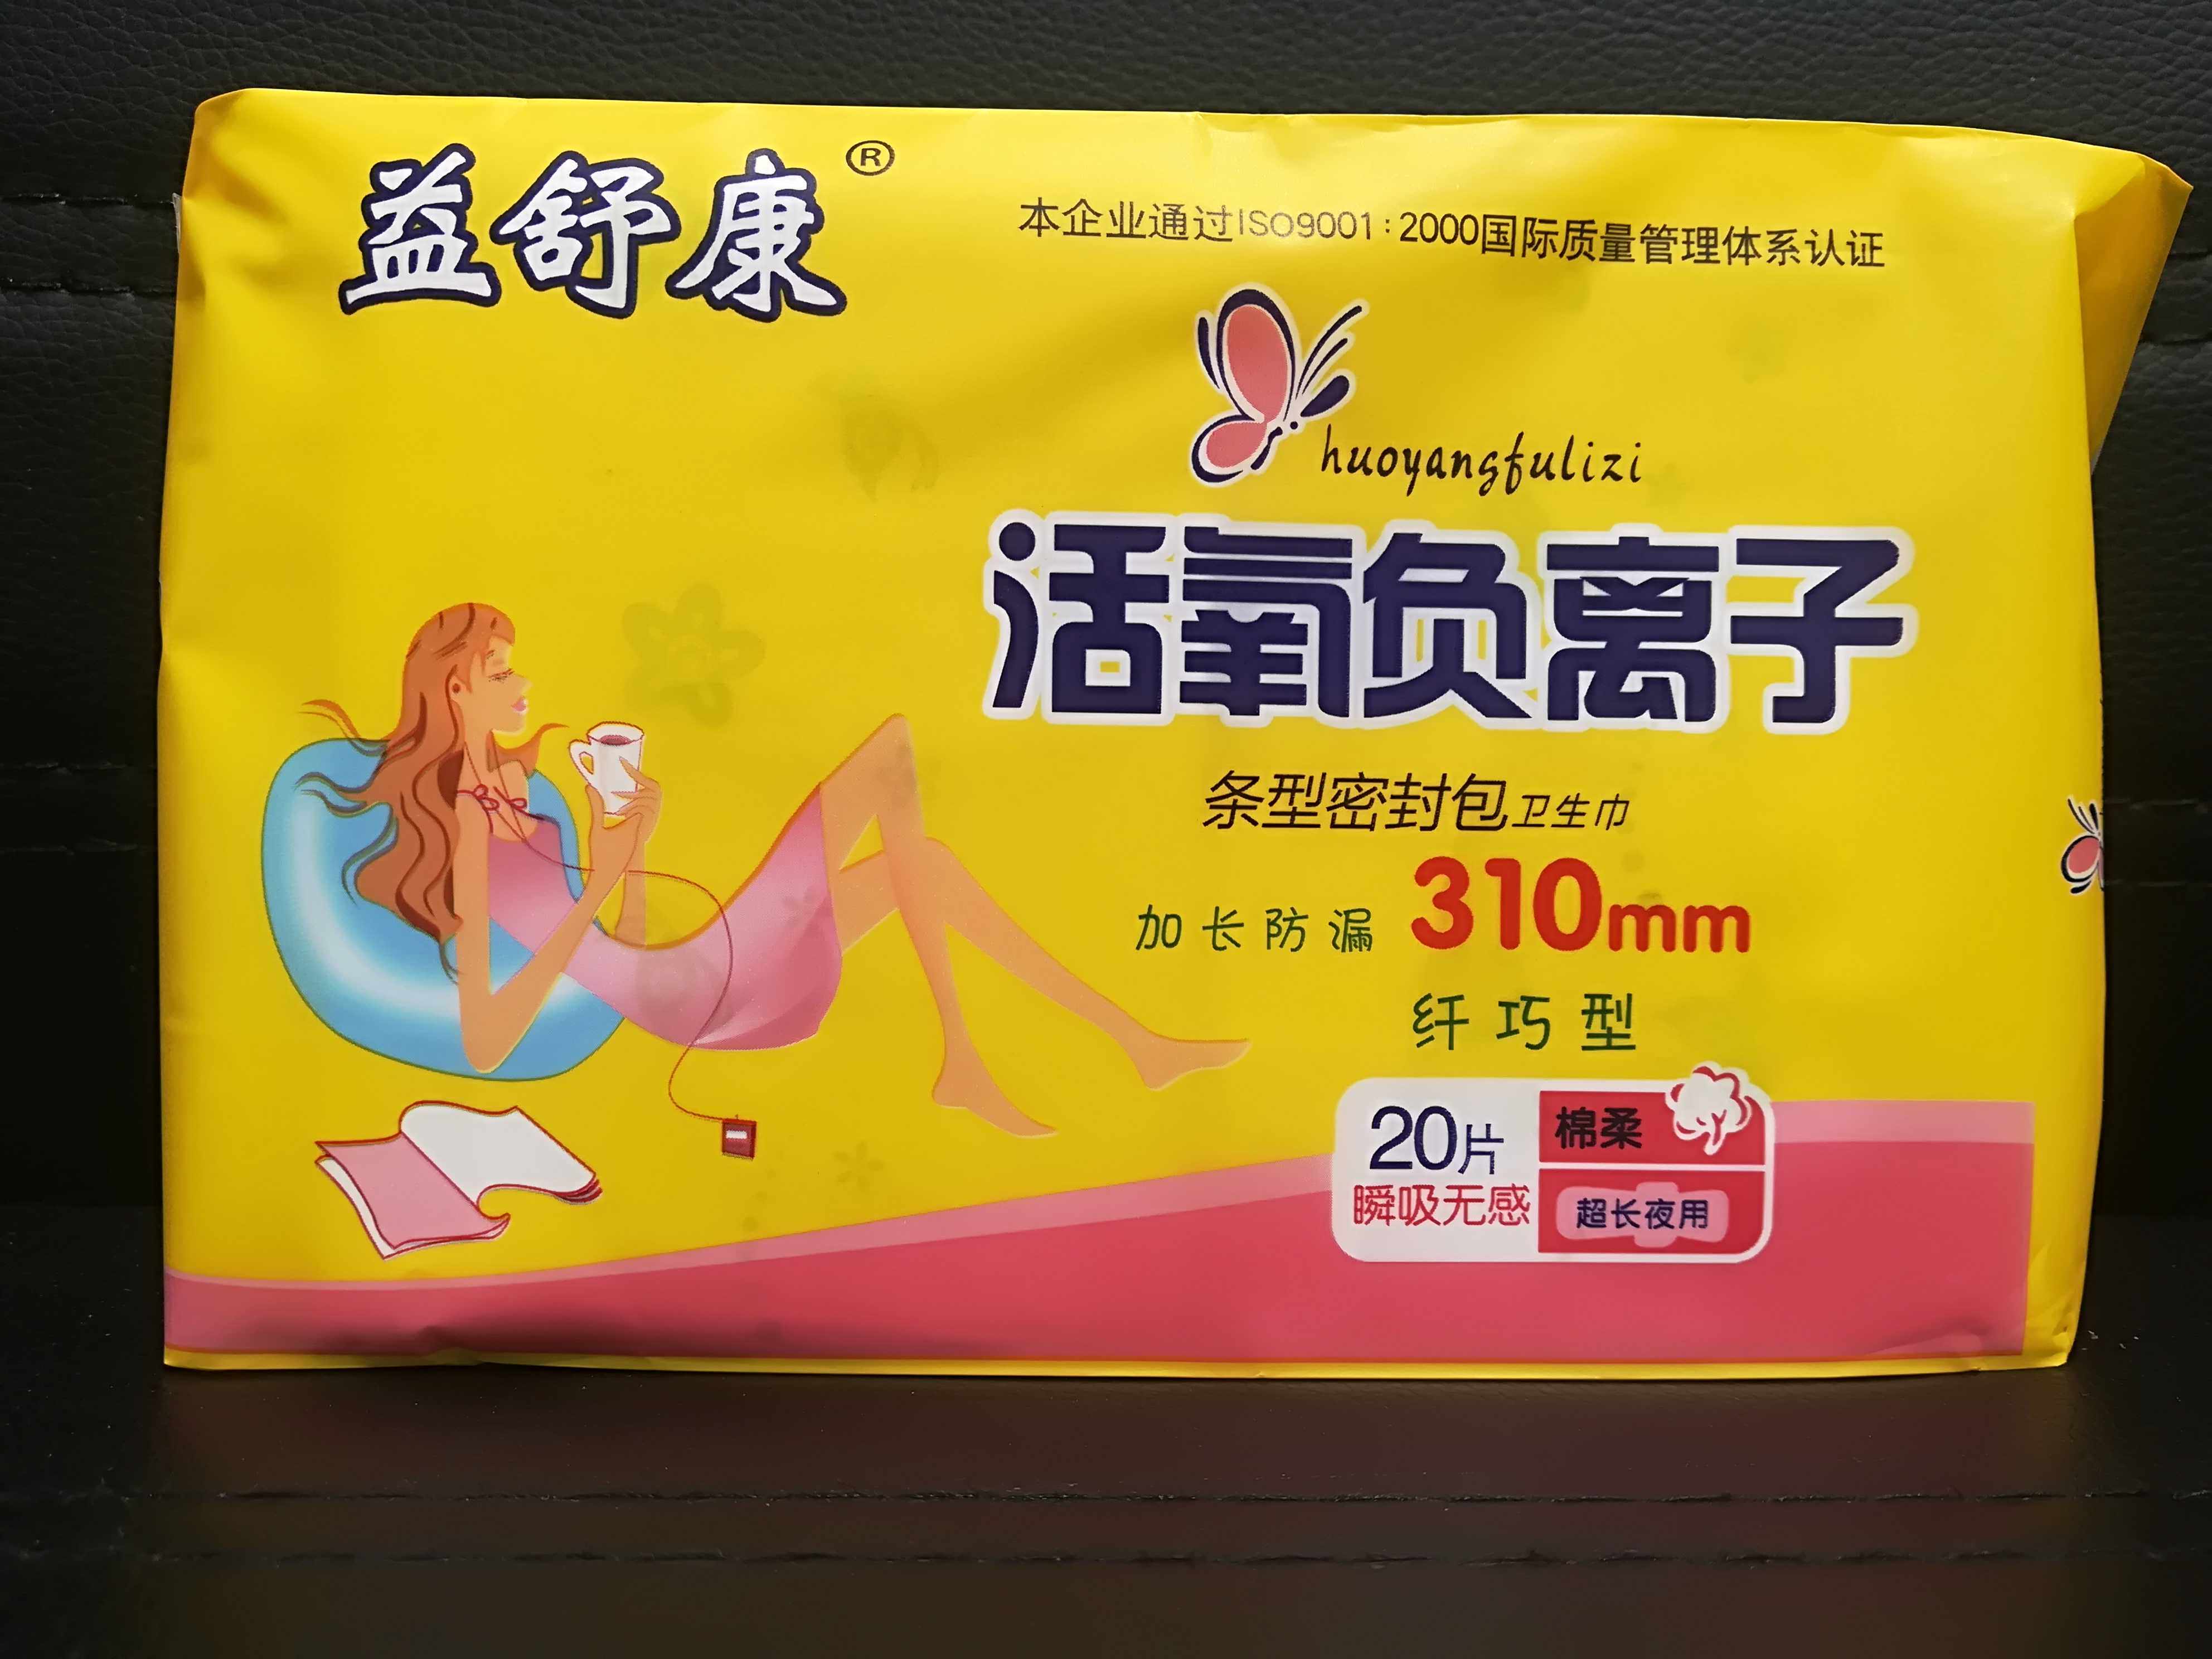 益舒康®
本企业通过ISO9001:2000国际质量管理体系认证
huoyangfulizi
活氧负离子
条型密封包卫生巾
加长防漏 310mm
纤巧型
20片 棉柔
瞬吸无感 超长夜用